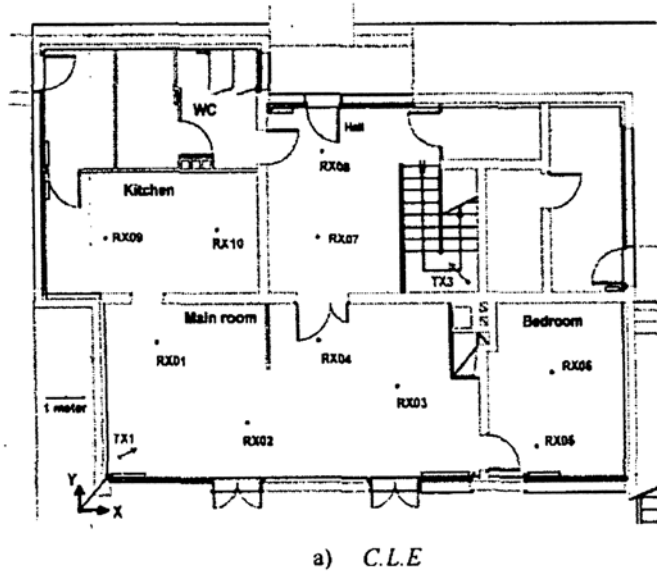 WC
Hall
RX08
Kitchen
RX09
RX10
RX07
TX3
Main room
Bedroom
RX01
RX04
RX06
RX03
1 meter
RX02
RX05
TX1
Y
X
a) C.L.E